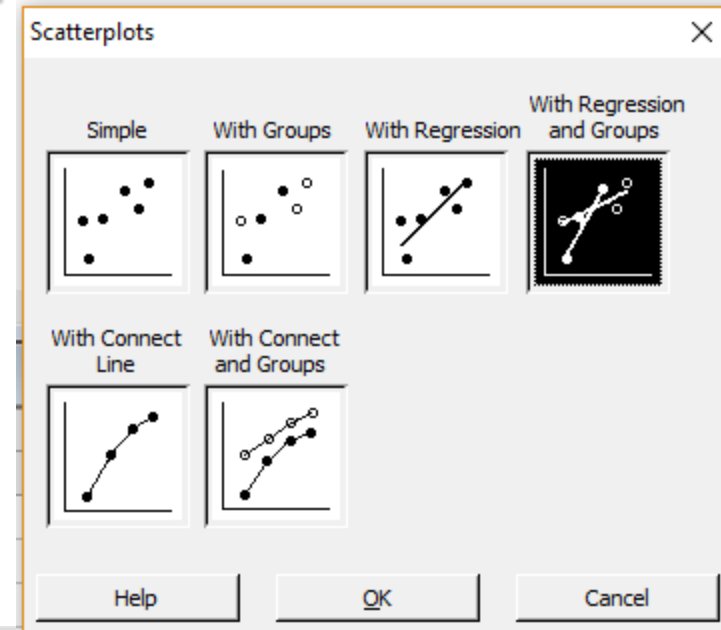 Scatterplots
Simple
With Groups
With Regression
With Regression
and Groups
With Connect
Line
With Connect
and Groups
Help
OK
Cancel